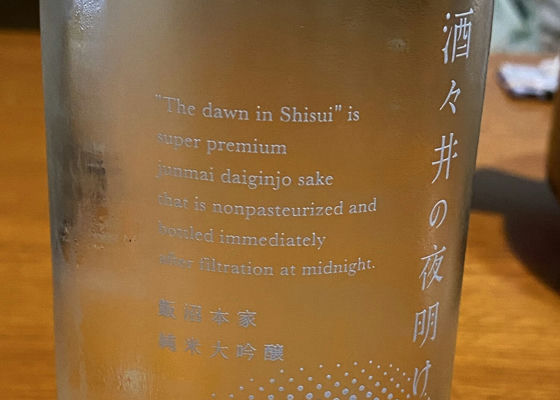 酒々井の夜明け
"The dawn in Shisui" is
super premium
junmai daiginjo sake
that is nonpasteurized and
bottled immediately
after filtration at midnight.
飯沼本家
純米大吟醸